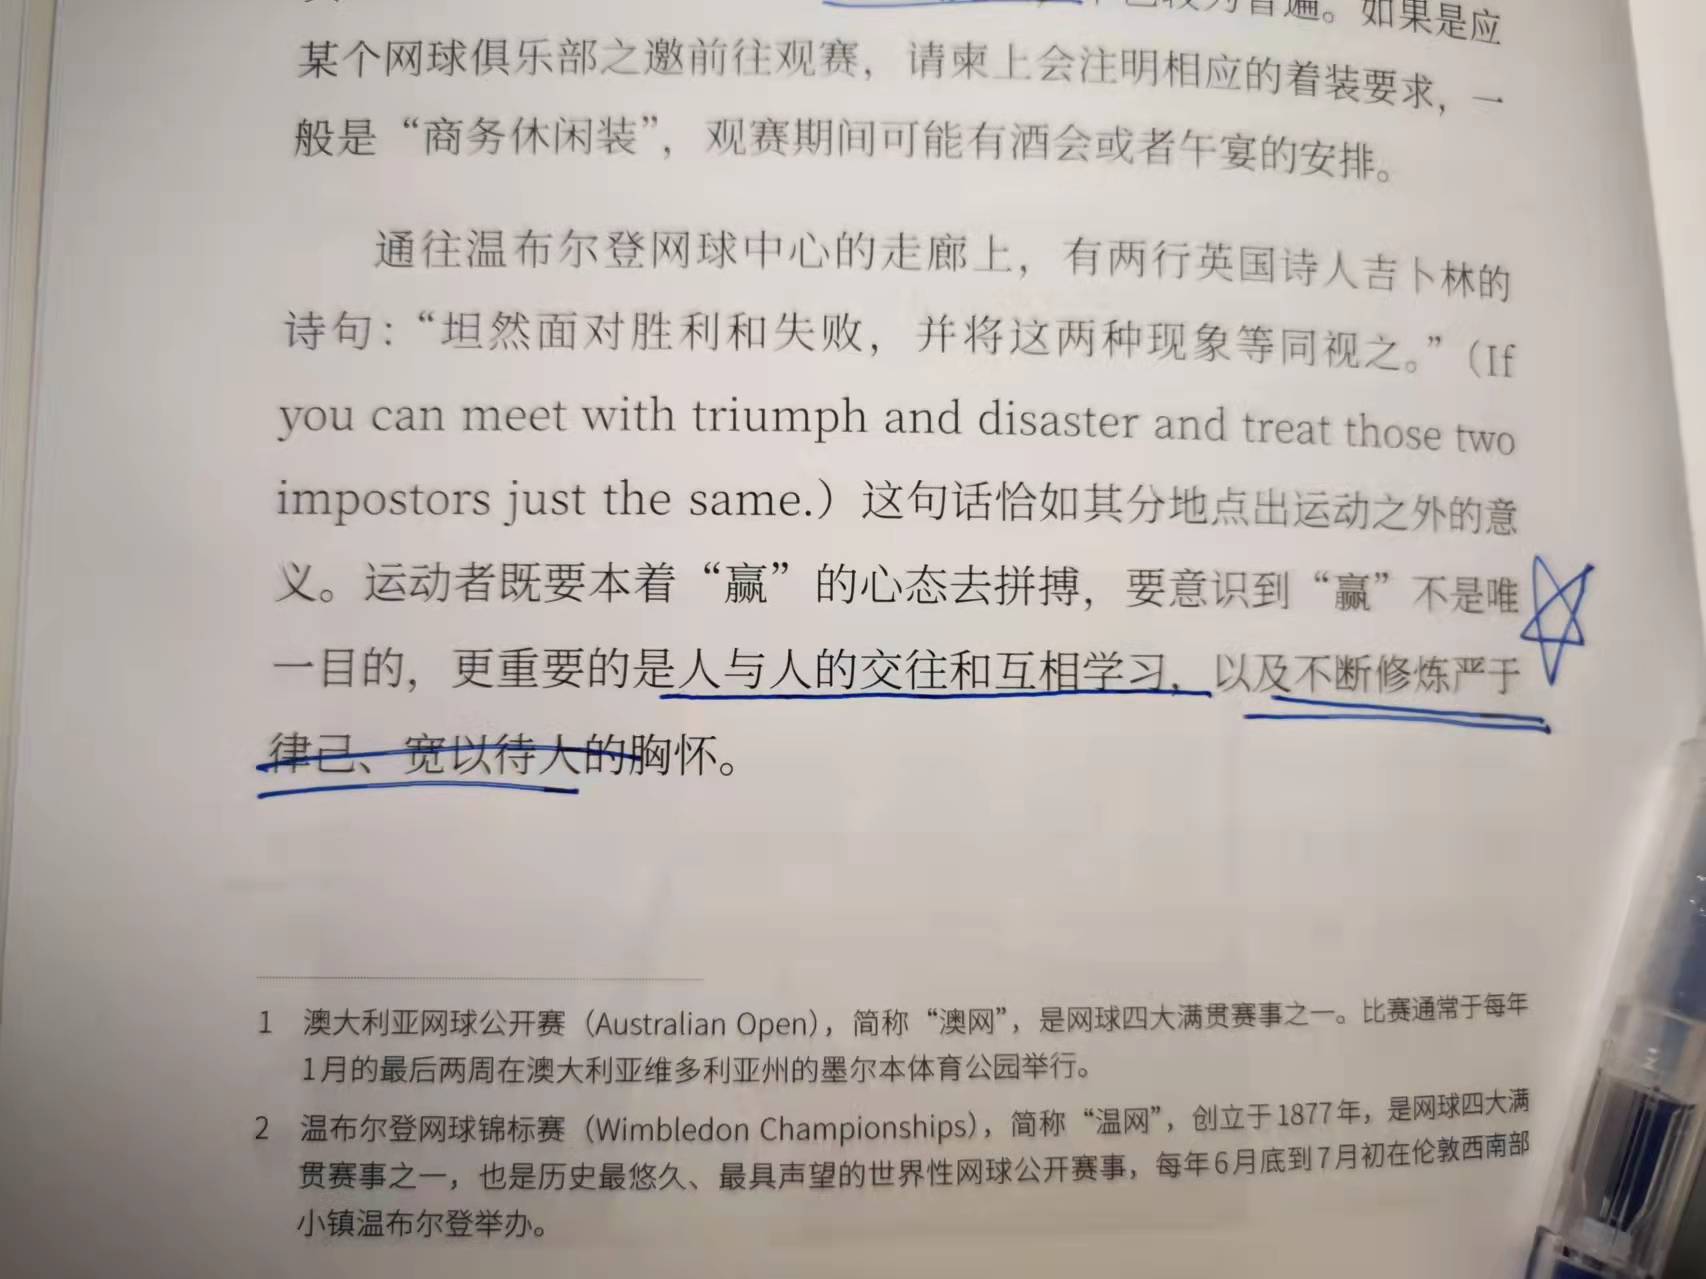 为普遍。如果是应
某个网球俱乐部之邀前往观赛，请柬上会注明相应的着装要求，一
般是“商务休闲装”，观赛期间可能有酒会或者午宴的安排。
通往温布尔登网球中心的走廊上，有两行英国诗人吉卜林的
诗句：“坦然面对胜利和失败，并将这两种现象等同视之。”（If
you can meet with triumph and disaster and treat those two
impostors just the same.）这句话恰如其分地点出运动之外的意
义。运动者既要本着“赢”的心态去拼搏，要意识到“赢”不是唯
一目的，更重要的是人与人的交往和互相学习，以及不断修炼严于
律己、宽以待人的胸怀。
1 澳大利亚网球公开赛（Australian Open），简称“澳网”，是网球四大满贯赛事之一。比赛通常于每年
1月的最后两周在澳大利亚维多利亚州的墨尔本体育公园举行。
2 温布尔登网球锦标赛（Wimbledon Championships），简称“温网”，创立于1877年，是网球四大满
贯赛事之一，也是历史最悠久、最具声望的世界性网球公开赛事，每年6月底到7月初在伦敦西南部
小镇温布尔登举办。